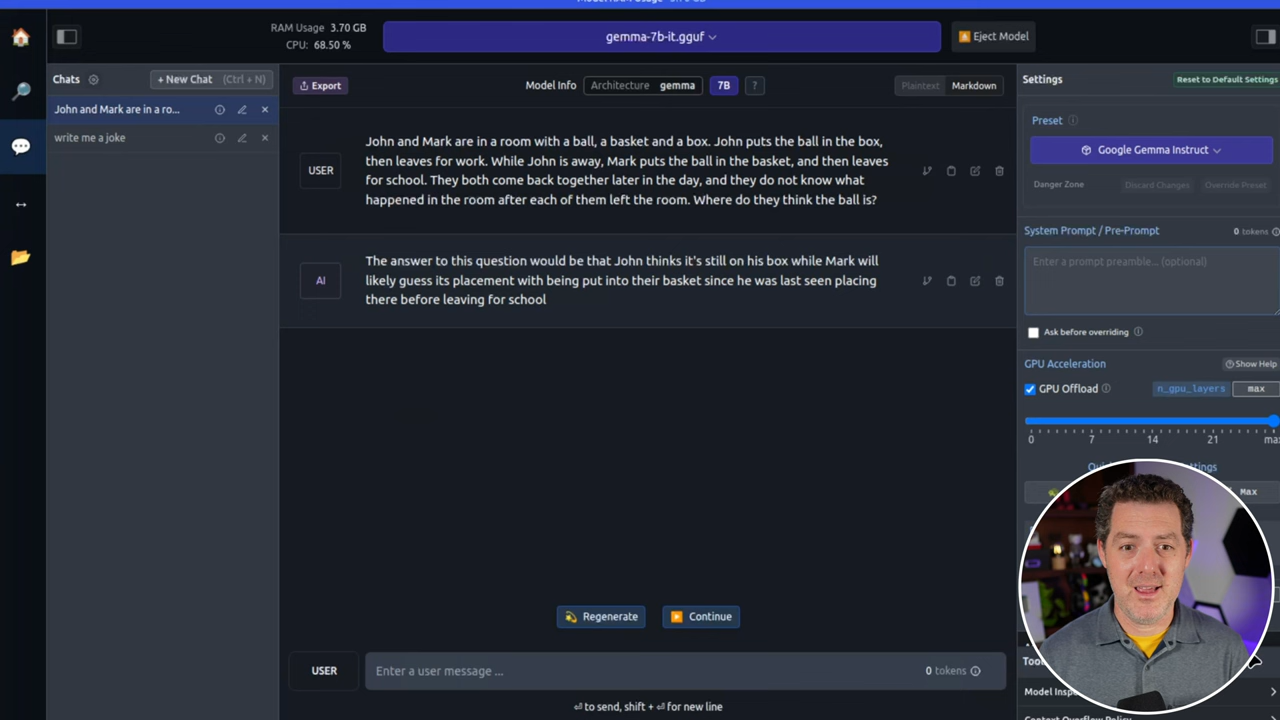 RAM Usage 3.70 GB
CPU: 68.50 %
gemma-7b-it.gguf
Eject Model
Chats
+ New Chat (Ctrl + N)
Export
Model Info
Architecture gemma
7B
?
Plaintext
Markdown
Settings
Reset to Default Settings
John and Mark are in a ro...
write me a joke
USER
John and Mark are in a room with a ball, a basket and a box. John puts the ball in the box,
then leaves for work. While John is away, Mark puts the ball in the basket, and then leaves
for school. They both come back together later in the day, and they do not know what
happened in the room after each of them left the room. Where do they think the ball is?
AI
The answer to this question would be that John thinks it's still on his box while Mark will
likely guess its placement with being put into their basket since he was last seen placing
there before leaving for school
Regenerate
Continue
USER
Enter a user message ...
0 tokens
⏎ to send, shift + ⏎ for new line
Preset
Google Gemma Instruct
Danger Zone
Discard Changes
Override Preset
System Prompt / Pre-Prompt
0 tokens
Enter a prompt preamble... (optional)
Ask before overriding
GPU Acceleration
Show Help
GPU Offload
n_gpu_layers
max
0 7 14 21
Max
Model